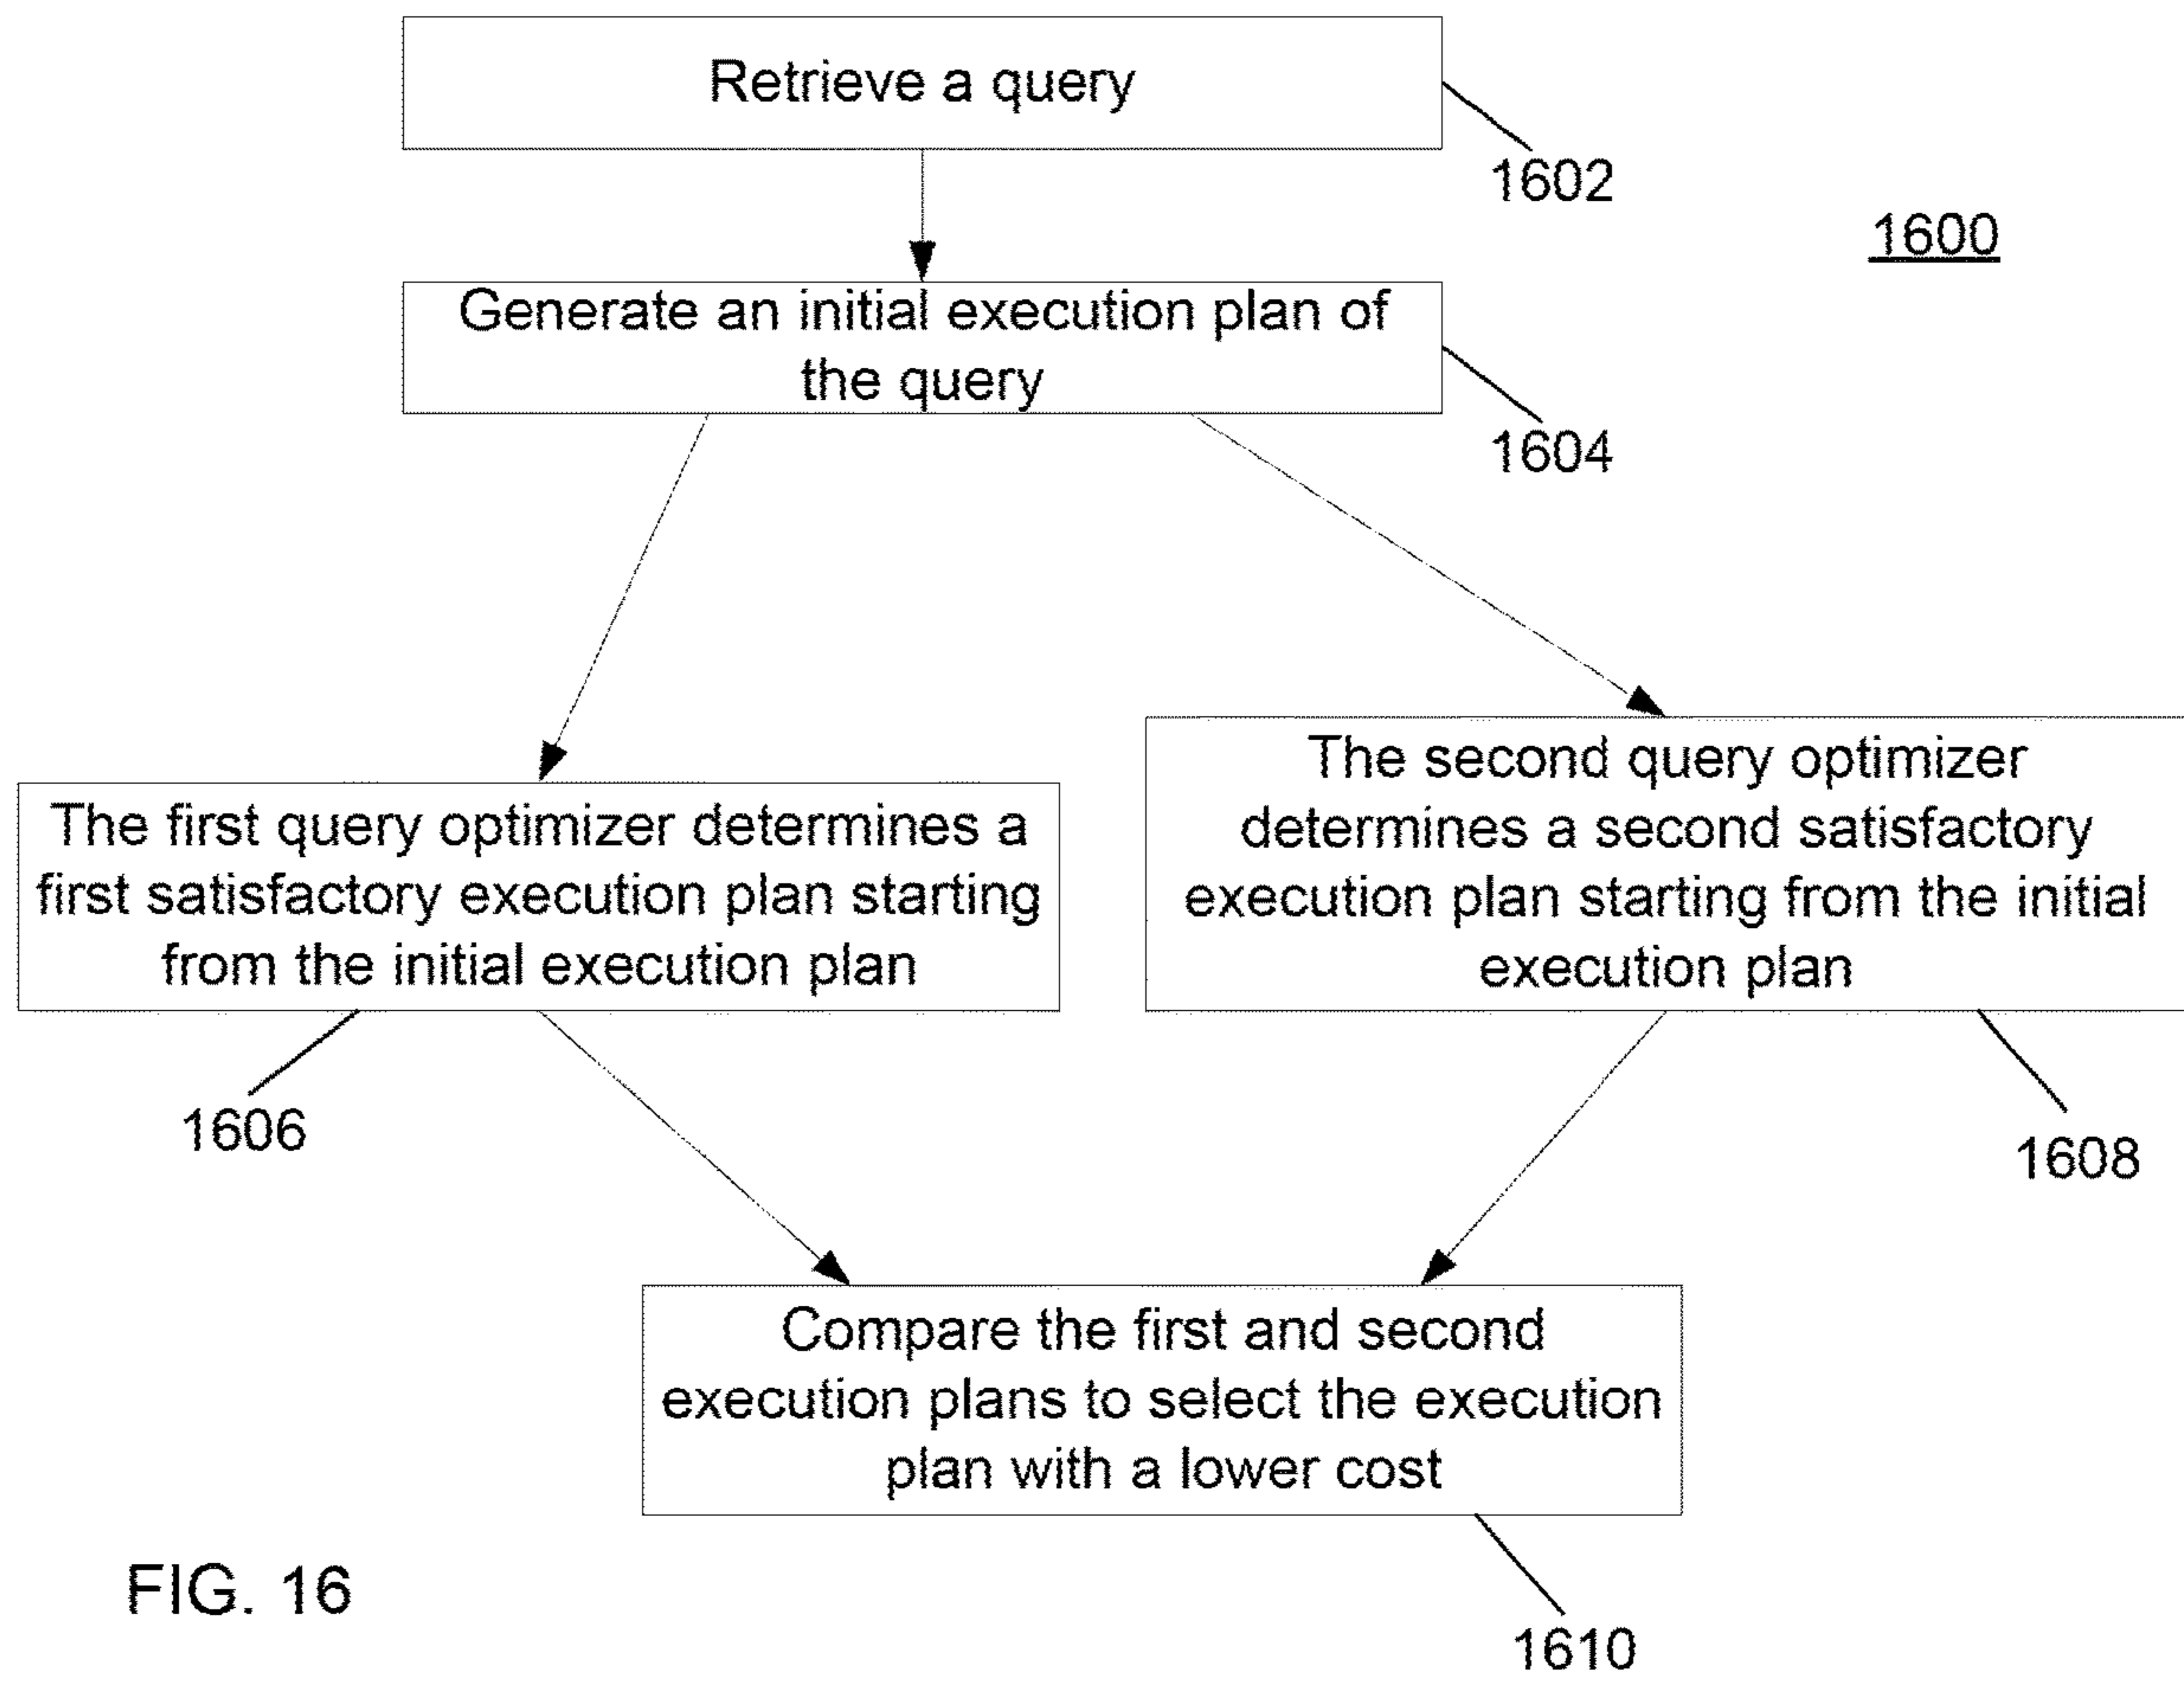 Retrieve a query
1602
1600
Generate an initial execution plan of
the query
1604
The first query optimizer determines a
first satisfactory execution plan starting
from the initial execution plan
1606
The second query optimizer
determines a second satisfactory
execution plan starting from the initial
execution plan
1608
Compare the first and second
execution plans to select the execution
plan with a lower cost
1610
FIG. 16